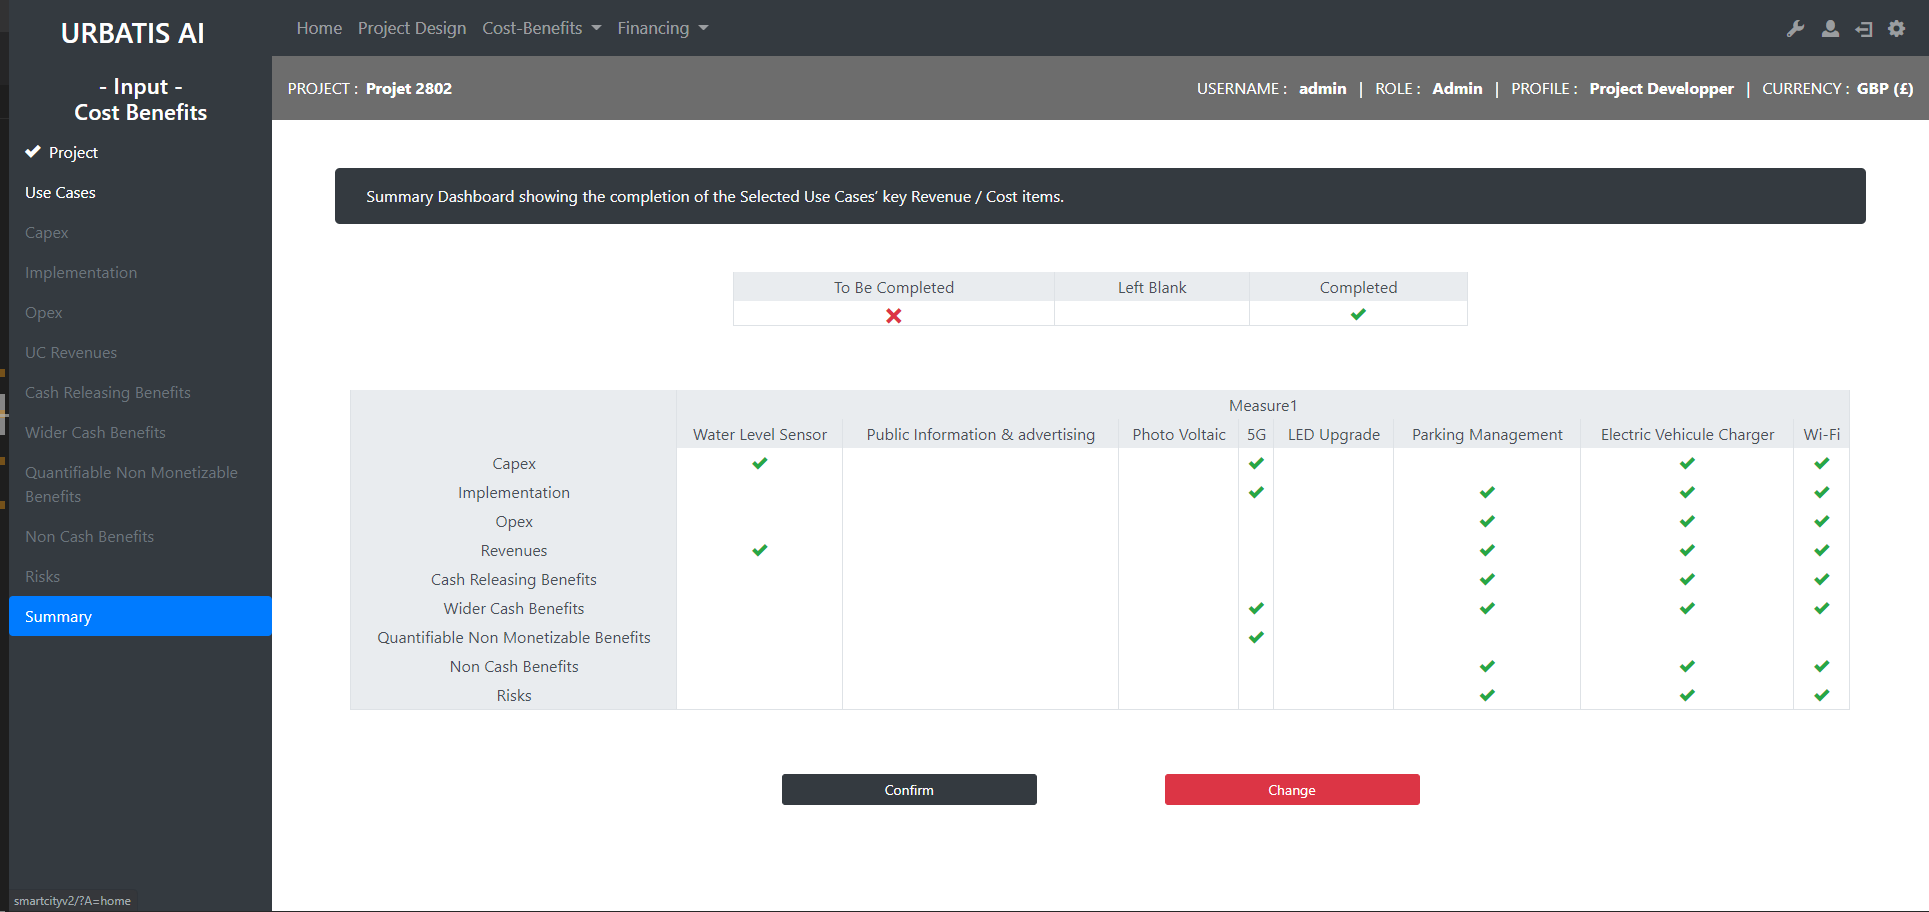 URBATIS AI
Home Project Design Cost-Benefits Financing
- Input -
Cost Benefits
PROJECT : Projet 2802
USERNAME : admin | ROLE : Admin | PROFILE : Project Developper | CURRENCY : GBP (£)
Project
Use Cases
Capex
Implementation
Opex
UC Revenues
Cash Releasing Benefits
Wider Cash Benefits
Quantifiable Non Monetizable
Benefits
Non Cash Benefits
Risks
Summary
Summary Dashboard showing the completion of the Selected Use Cases’ key Revenue / Cost items.
To Be Completed Left Blank Completed
Measure1
Water Level Sensor Public Information & advertising Photo Voltaic 5G LED Upgrade Parking Management Electric Vehicule Charger Wi-Fi
Capex
Implementation
Opex
Revenues
Cash Releasing Benefits
Wider Cash Benefits
Quantifiable Non Monetizable Benefits
Non Cash Benefits
Risks
Confirm Change
smartcityv2/?A=home